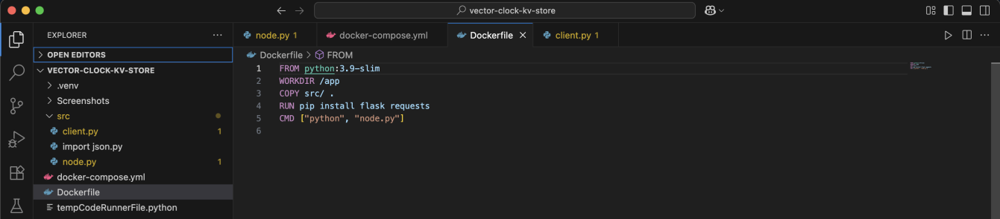 vector-clock-kv-store
EXPLORER
OPEN EDITORS
VECTOR-CLOCK-KV-STORE
.venv
Screenshots
src
client.py 1
import json.py
node.py 1
docker-compose.yml
Dockerfile
tempCodeRunnerFile.python
node.py 1
docker-compose.yml
Dockerfile
client.py 1
Dockerfile > FROM
1 FROM python:3.9-slim
2 WORKDIR /app
3 COPY src/ .
4 RUN pip install flask requests
5 CMD ["python", "node.py"]
6